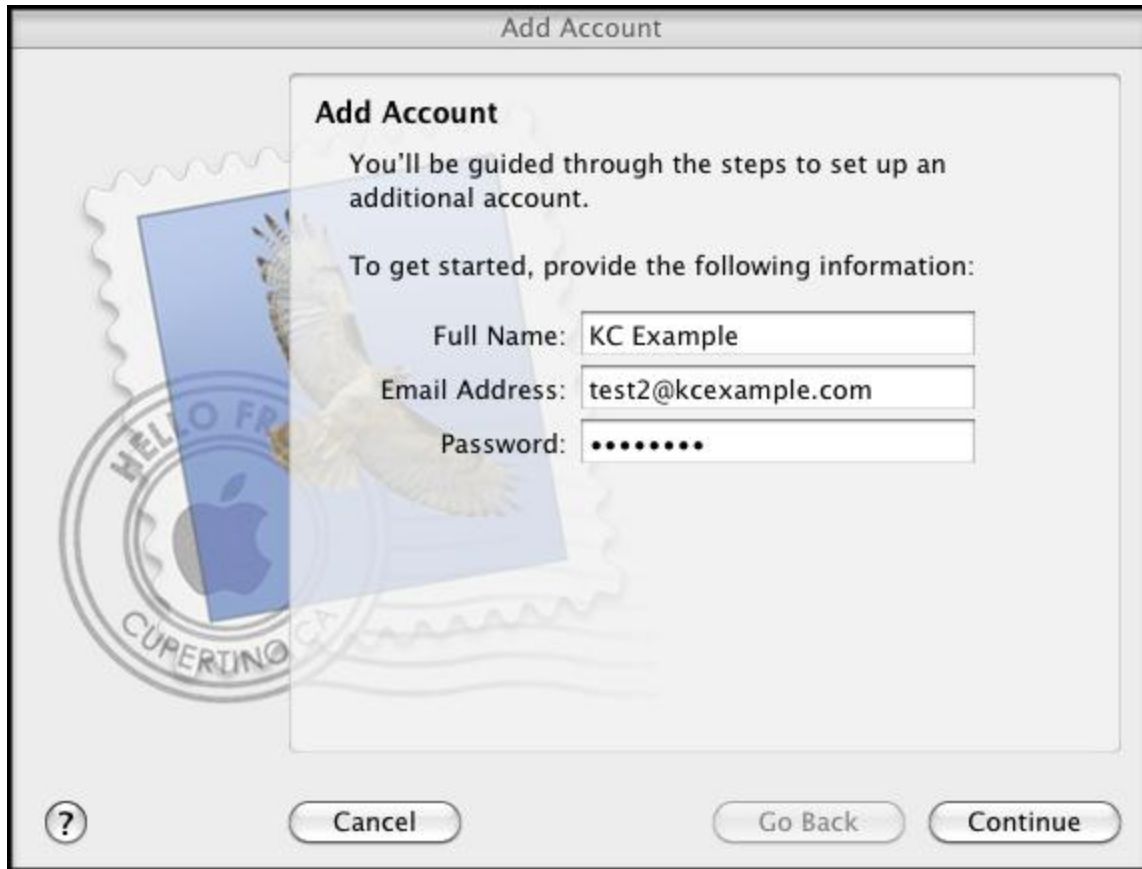 Add Account
Add Account
You'll be guided through the steps to set up an
additional account.
To get started, provide the following information:
Full Name: KC Example
Email Address: test2@kcexample.com
Password: ••••••••
HELLO FR
CUPERTINO CA
? Cancel Go Back Continue